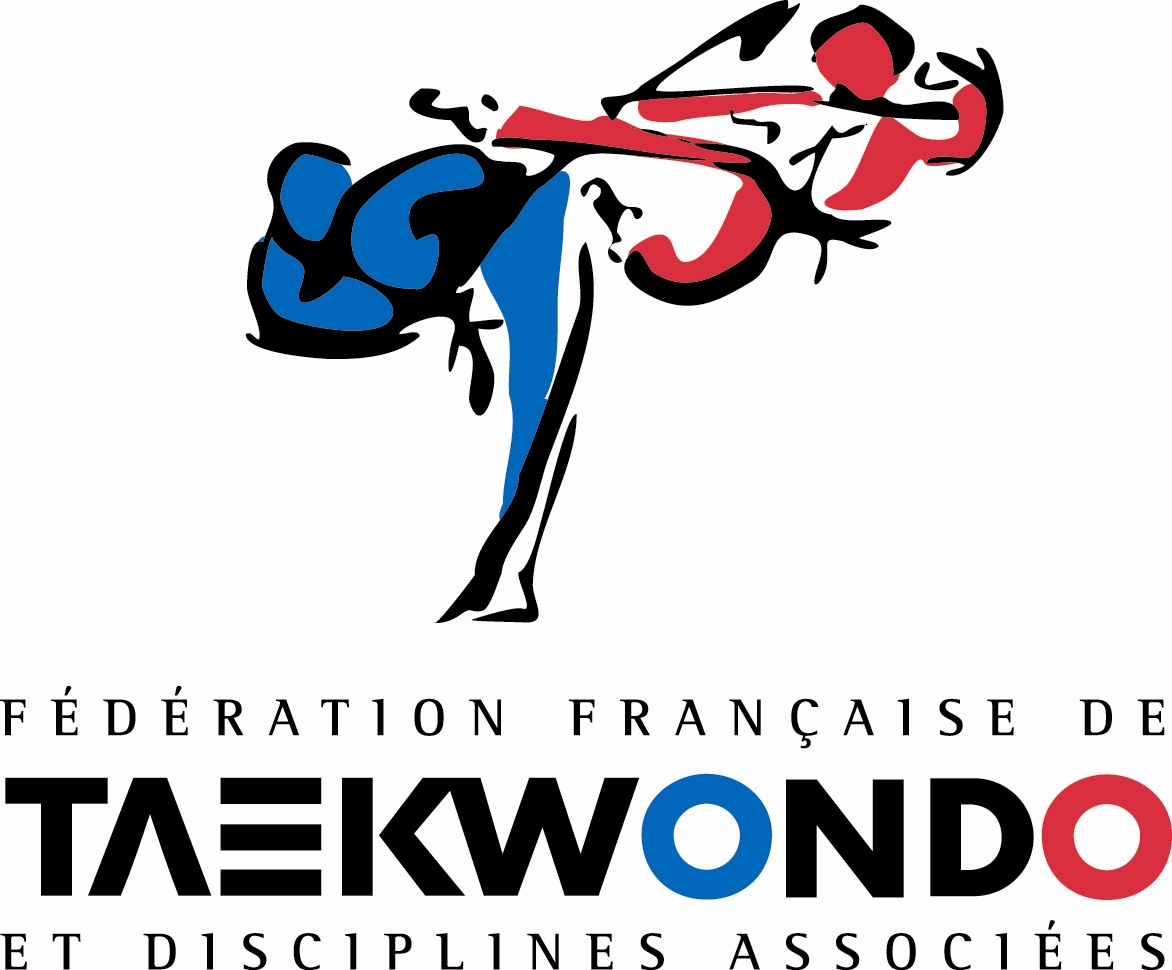 FÉDÉRATION FRANÇAISE DE
TAEKWONDO
ET DISCIPLINES ASSOCIÉES